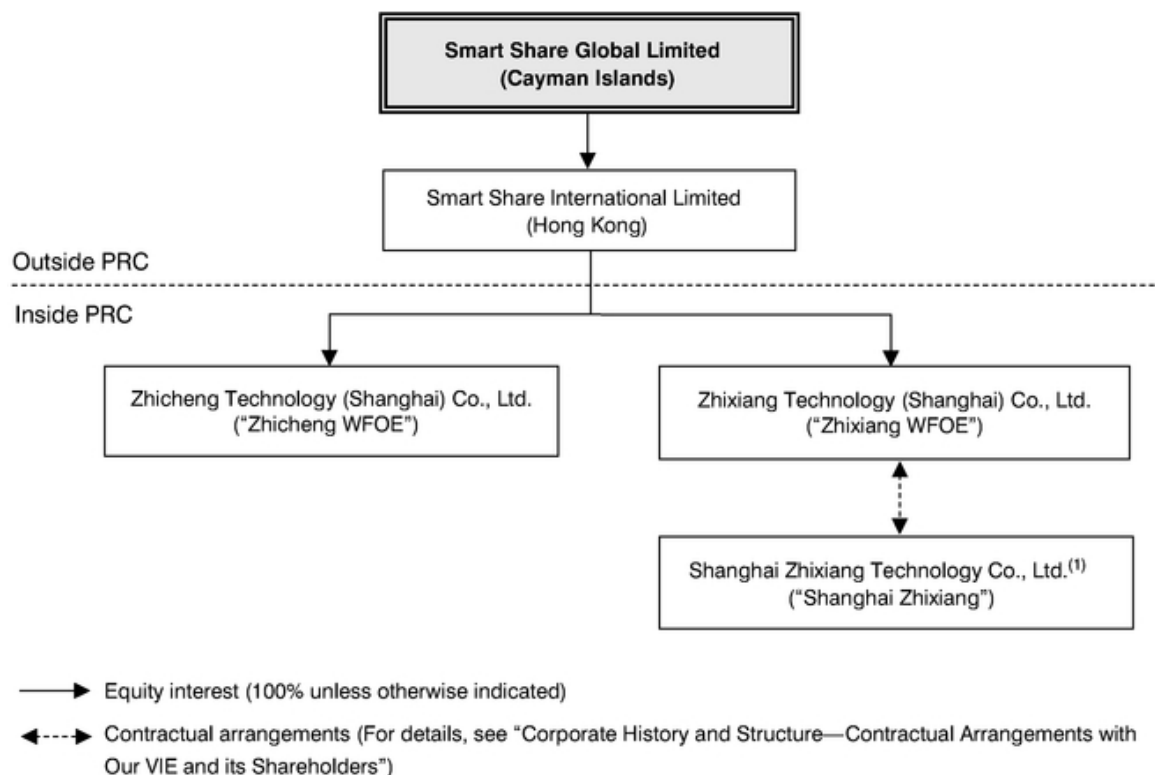 Smart Share Global Limited
(Cayman Islands)
Smart Share International Limited
(Hong Kong)
Outside PRC
Inside PRC
Zhicheng Technology (Shanghai) Co., Ltd.
(“Zhicheng WFOE”)
Zhixiang Technology (Shanghai) Co., Ltd.
(“Zhixiang WFOE”)
Shanghai Zhixiang Technology Co., Ltd.(1)
(“Shanghai Zhixiang”)
Equity interest (100% unless otherwise indicated)
Contractual arrangements (For details, see “Corporate History and Structure—Contractual Arrangements with
Our VIE and its Shareholders”)